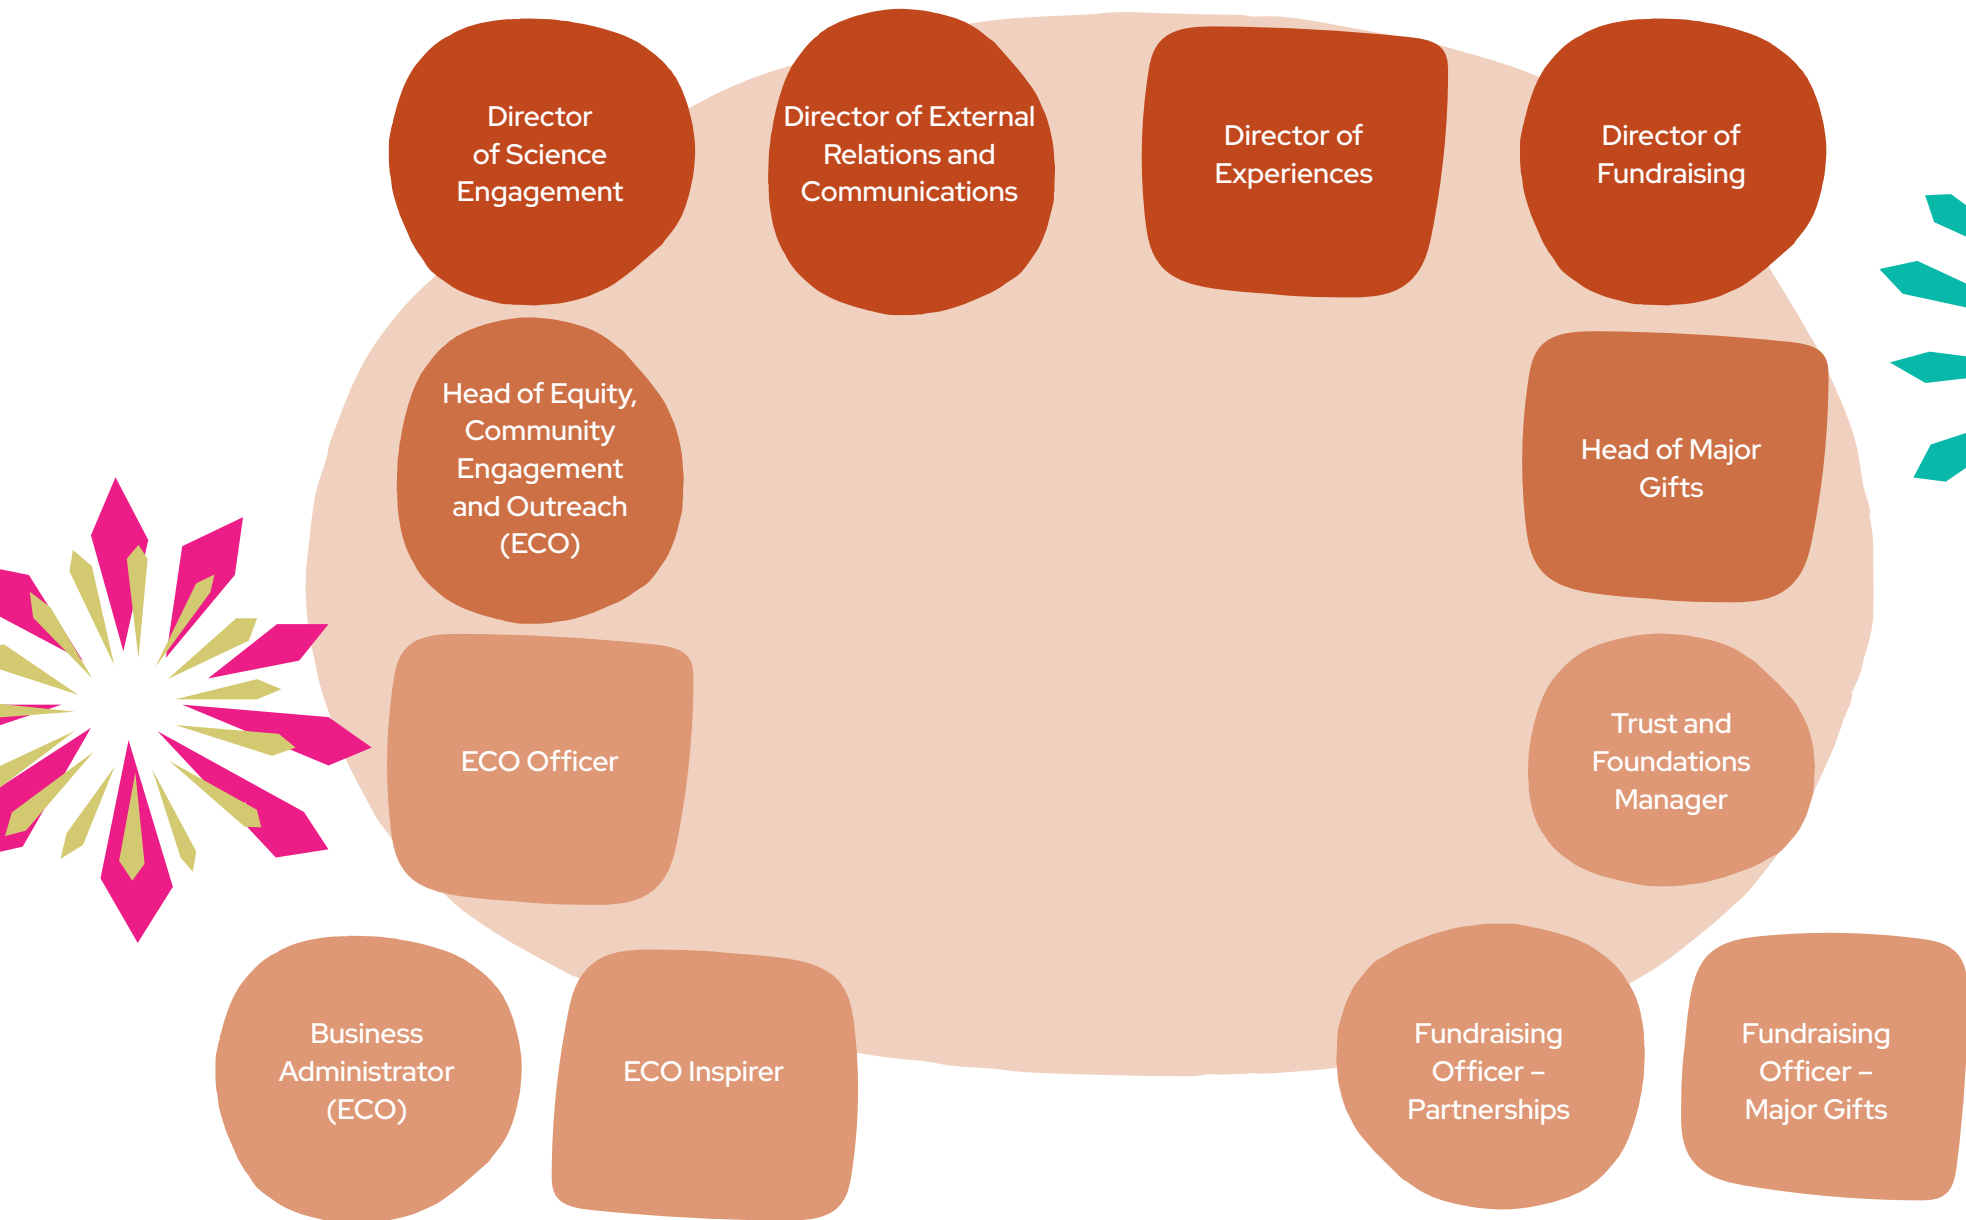 Director
of Science
Engagement
Director of External
Relations and
Communications
Director of
Experiences
Director of
Fundraising
Head of Equity,
Community
Engagement
and Outreach
(ECO)
Head of Major
Gifts
ECO Officer
Trust and
Foundations
Manager
Business
Administrator
(ECO)
ECO Inspirer
Fundraising
Officer –
Partnerships
Fundraising
Officer –
Major Gifts